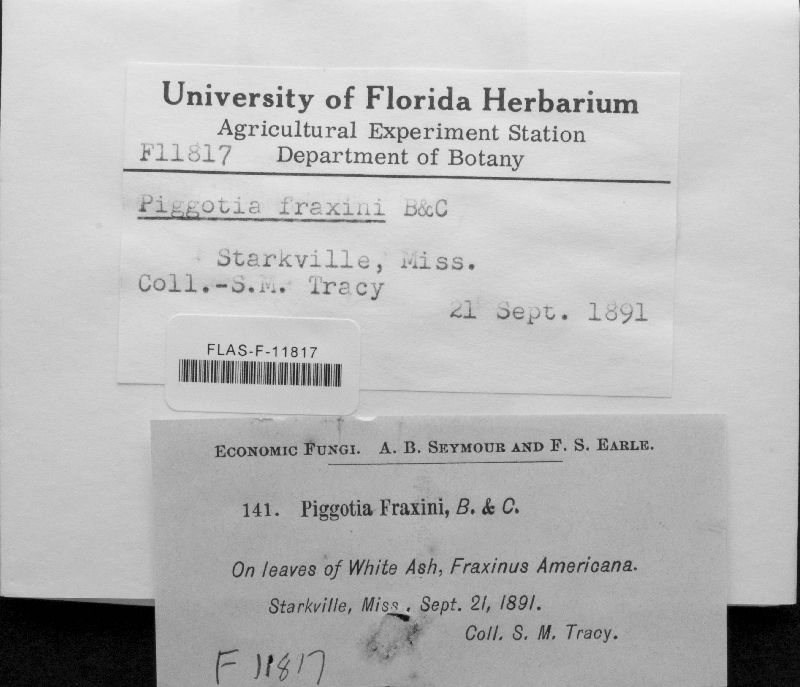 University of Florida Herbarium
Agricultural Experiment Station
F11817 Department of Botany
Piggotia fraxini B&C
Starkville, Miss.
Coll.-S.M. Tracy
21 Sept. 1891
FLAS-F-11817
Economic Fungi. A. B. Seymour and F. S. Earle.
141. Piggotia Fraxini, B. & C.
On leaves of White Ash, Fraxinus Americana.
Starkville, Miss. Sept. 21, 1891.
Coll. S. M. Tracy.
F 11817